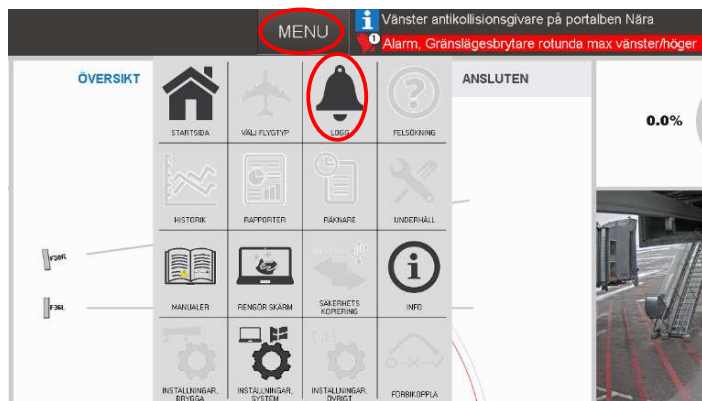 MENU
Vänster antikollisionsgivare på portalben Nära
1
Alarm, Gränslägesbrytare rotunda max vänster/höger
ÖVERSIKT
ANSLUTEN
0.0%
STARTSIDA
VÄLJ FLYGTYP
LOGG
FELSÖKNING
HISTORIK
RAPPORTER
RÄKNARE
UNDERHÅLL
MANUALER
RENGÖR SKÄRM
SÄKERHETS
KOPIERING
INFO
F36L
INSTÄLLNINGAR,
BRYGGA
INSTÄLLNINGAR,
SYSTEM
INSTÄLLNINGAR,
ÖVRIGT
FÖRBIKOPPLA